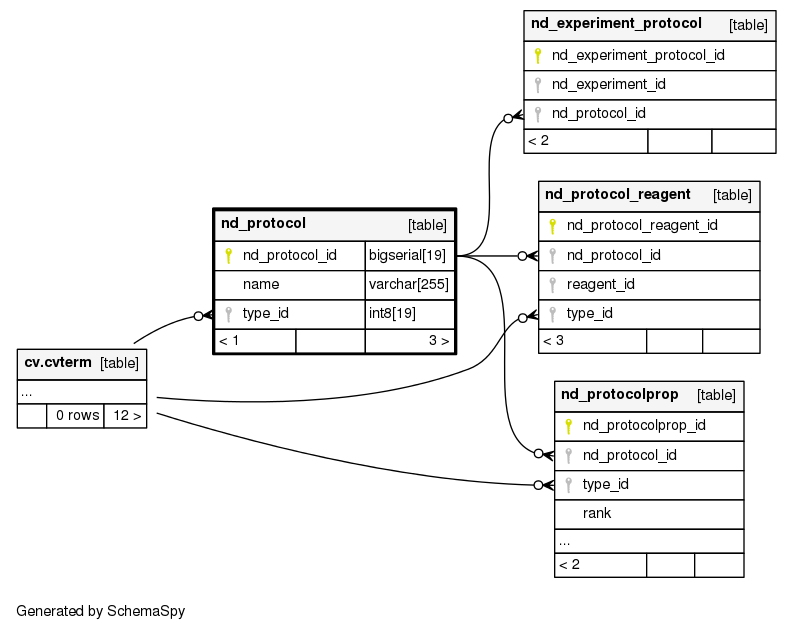 nd_experiment_protocol [table]
nd_experiment_protocol_id
nd_experiment_id
nd_protocol_id
< 2
nd_protocol_reagent [table]
nd_protocol_reagent_id
nd_protocol_id
reagent_id
type_id
< 3
nd_protocol [table]
nd_protocol_id bigserial[19]
name varchar[255]
type_id int8[19]
< 1 3 >
cv.cvterm [table]
...
0 rows 12 >
nd_protocolprop [table]
nd_protocolprop_id
nd_protocol_id
type_id
rank
...
< 2
Generated by SchemaSpy